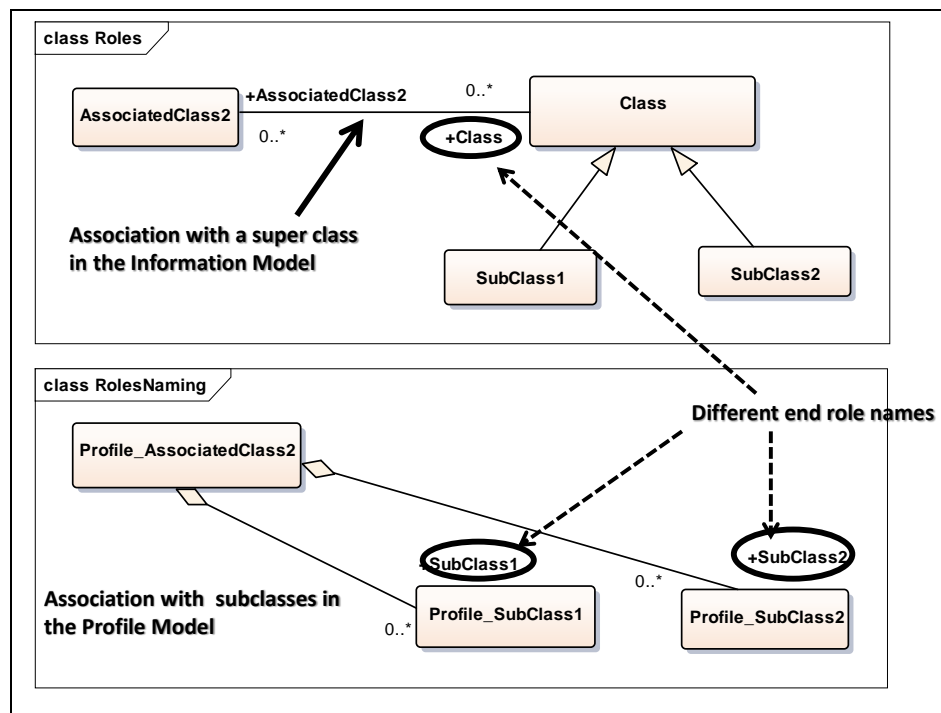 class Roles
+AssociatedClass2
0..*
Class
AssociatedClass2
0..*
+Class
Association with a super class
in the Information Model
SubClass1
SubClass2
class RolesNaming
Different end role names
Profile_AssociatedClass2
+SubClass1
+SubClass2
0..*
Association with subclasses in
the Profile Model
0..*
Profile_SubClass1
Profile_SubClass2